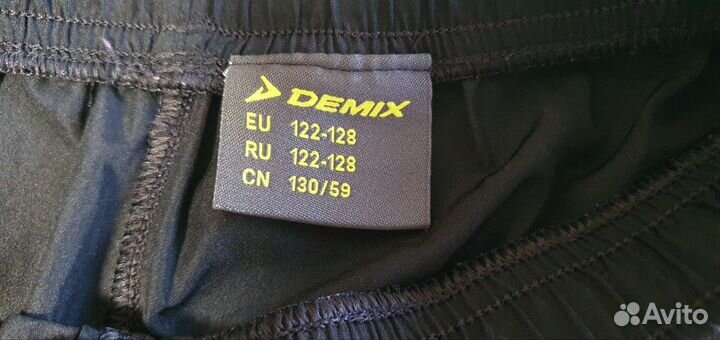 DEMIX
EU 122-128
RU 122-128
CN 130/59
Avito